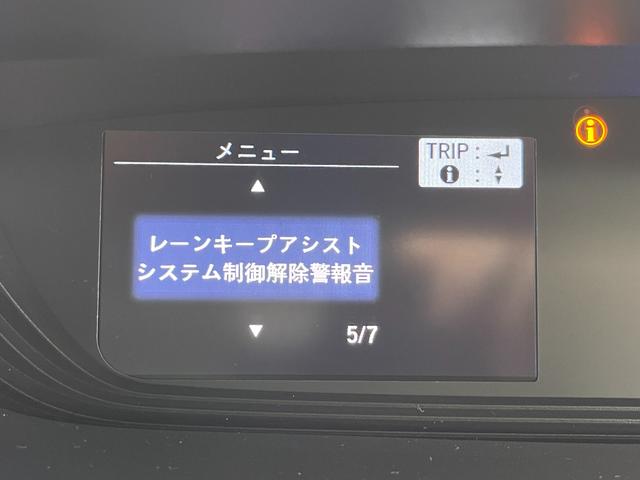 メニュー
TRIP :
:
レーンキープアシスト
システム制御解除警報音
5/7